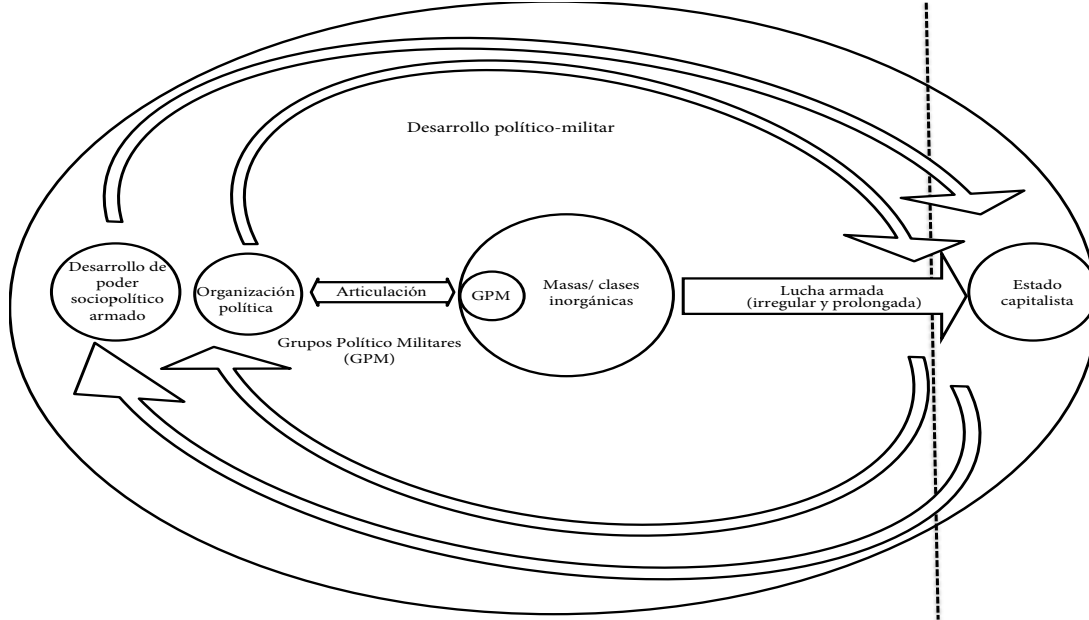 Desarrollo político-militar
Desarrollo de
poder
sociopolítico
armado
Organización
política
Articulación
Grupos Político Militares
(GPM)
GPM
Masas/ clases
inorgánicas
Lucha armada
(irregular y prolongada)
Estado
capitalista